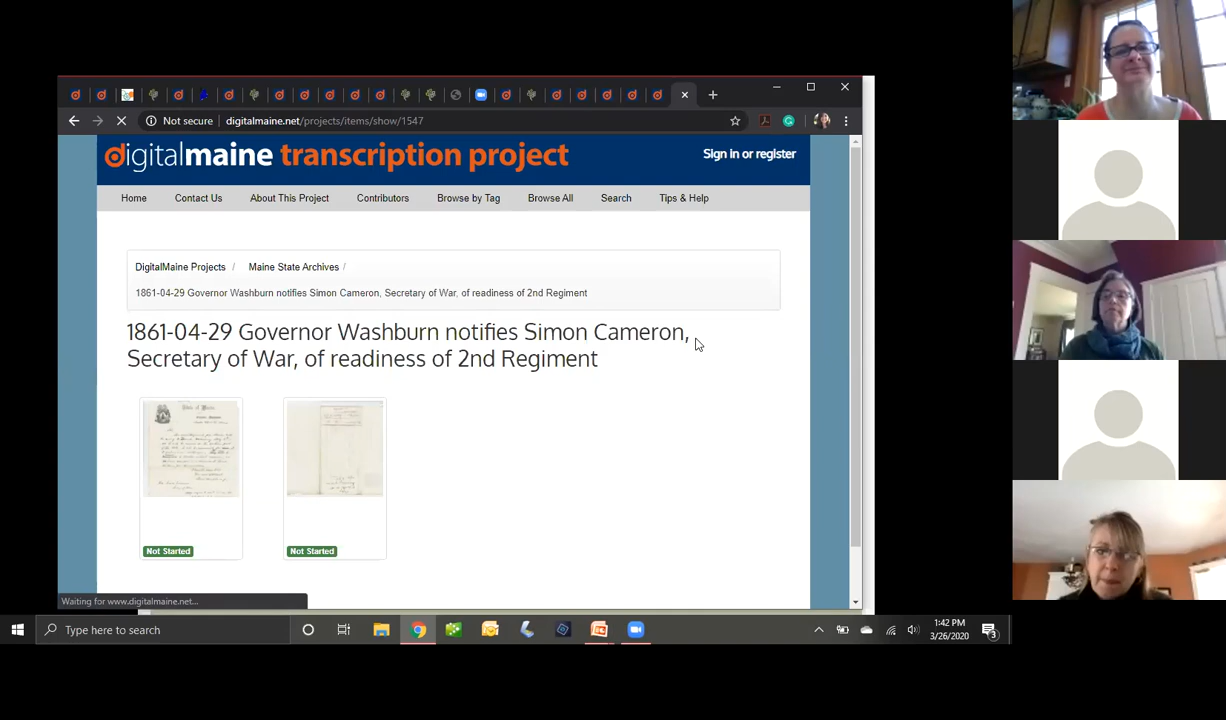 Not secure
digitalmaine.net/projects/items/show/1547
digitalmaine transcription project
Sign in or register
Home
Contact Us
About This Project
Contributors
Browse by Tag
Browse All
Search
Tips & Help
DigitalMaine Projects /
Maine State Archives /
1861-04-29 Governor Washburn notifies Simon Cameron, Secretary of War, of readiness of 2nd Regiment
1861-04-29 Governor Washburn notifies Simon Cameron,
Secretary of War, of readiness of 2nd Regiment
Not Started
Not Started
Waiting for www.digitalmaine.net...
Type here to search
1:42 PM
3/26/2020
3